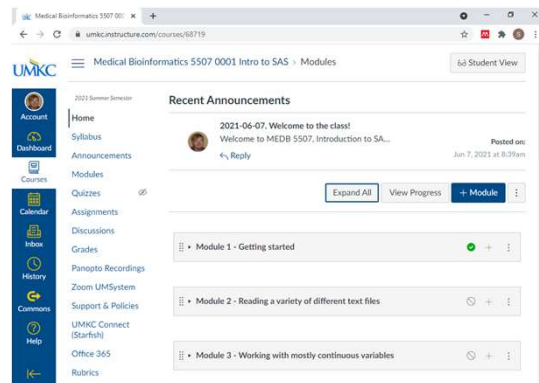 Medical Bioinformatics 5507 000
umkc.instructure.com/courses/68719
UMKC
Medical Bioinformatics 5507 0001 Intro to SAS › Modules
Student View
Account
Dashboard
Courses
Calendar
Inbox
History
Commons
Help
2021 Summer Semester
Home
Syllabus
Announcements
Modules
Quizzes
Assignments
Discussions
Grades
Panopto Recordings
Zoom UMSystem
Support & Policies
UMKC Connect
(Starfish)
Office 365
Rubrics
Recent Announcements
2021-06-07. Welcome to the class!
Welcome to MEDB 5507, Introduction to SA...
Reply
Posted on:
Jun 7, 2021 at 8:39am
Expand All
View Progress
+ Module
Module 1 - Getting started
Module 2 - Reading a variety of different text files
Module 3 - Working with mostly continuous variables